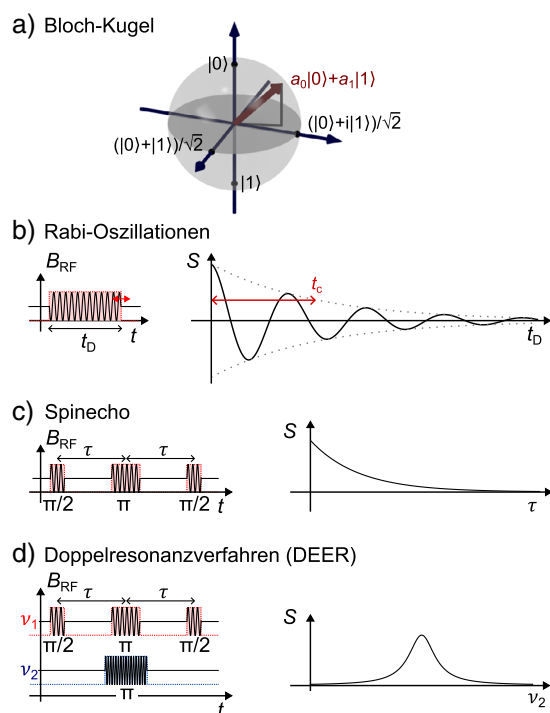 a) Bloch-Kugel
|0⟩
a₀|0⟩+a₁|1⟩
(|0⟩+|1⟩)/√2
(|0⟩+i|1⟩)/√2
|1⟩
b) Rabi-Oszillationen
B_RF
t_D
t
S
t_c
t_D
c) Spinecho
B_RF
τ τ
π/2 π π/2 t
S
τ
d) Doppelresonanzverfahren (DEER)
B_RF
τ τ
ν₁
π/2 π π/2
ν₂
π
t
S
ν₂